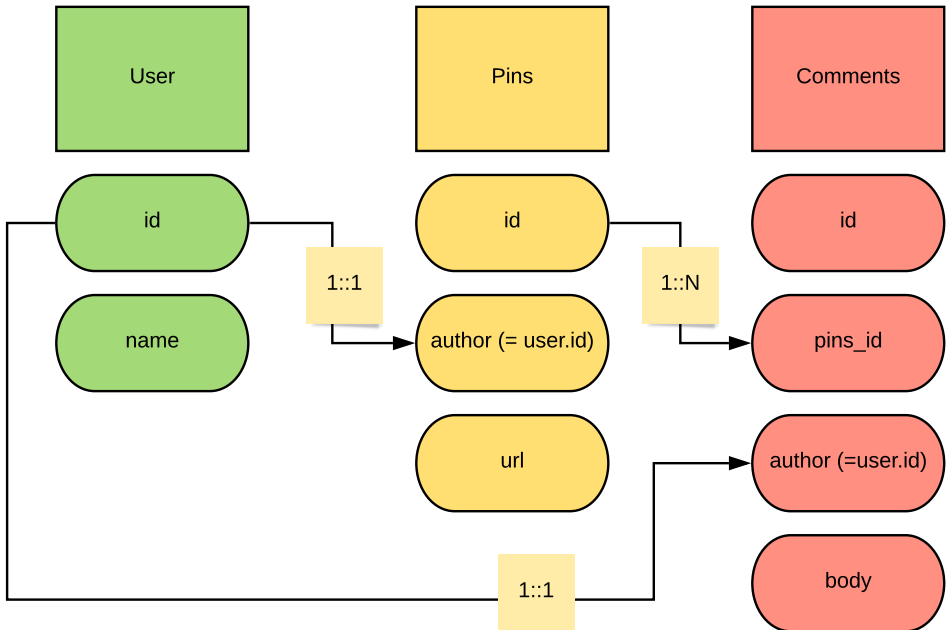 User
Pins
Comments
id
id
id
1::1
1::N
name
author (= user.id)
pins_id
url
author (=user.id)
body
1::1